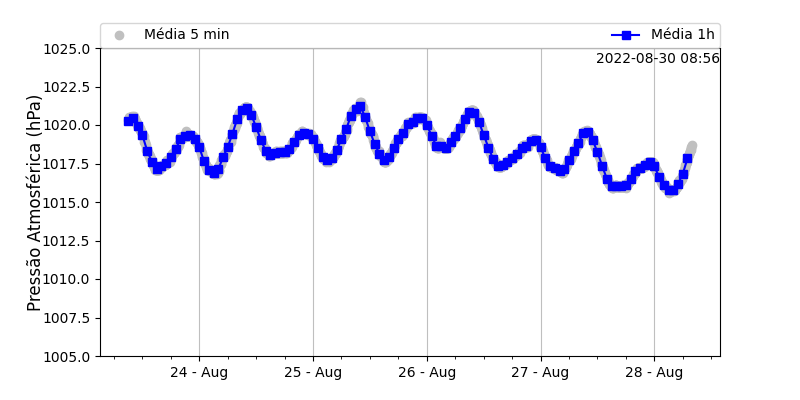 Média 5 min
Média 1h
2022-08-30 08:56
Pressão Atmosférica (hPa)
1025.0
1022.5
1020.0
1017.5
1015.0
1012.5
1010.0
1007.5
1005.0
24 - Aug
25 - Aug
26 - Aug
27 - Aug
28 - Aug